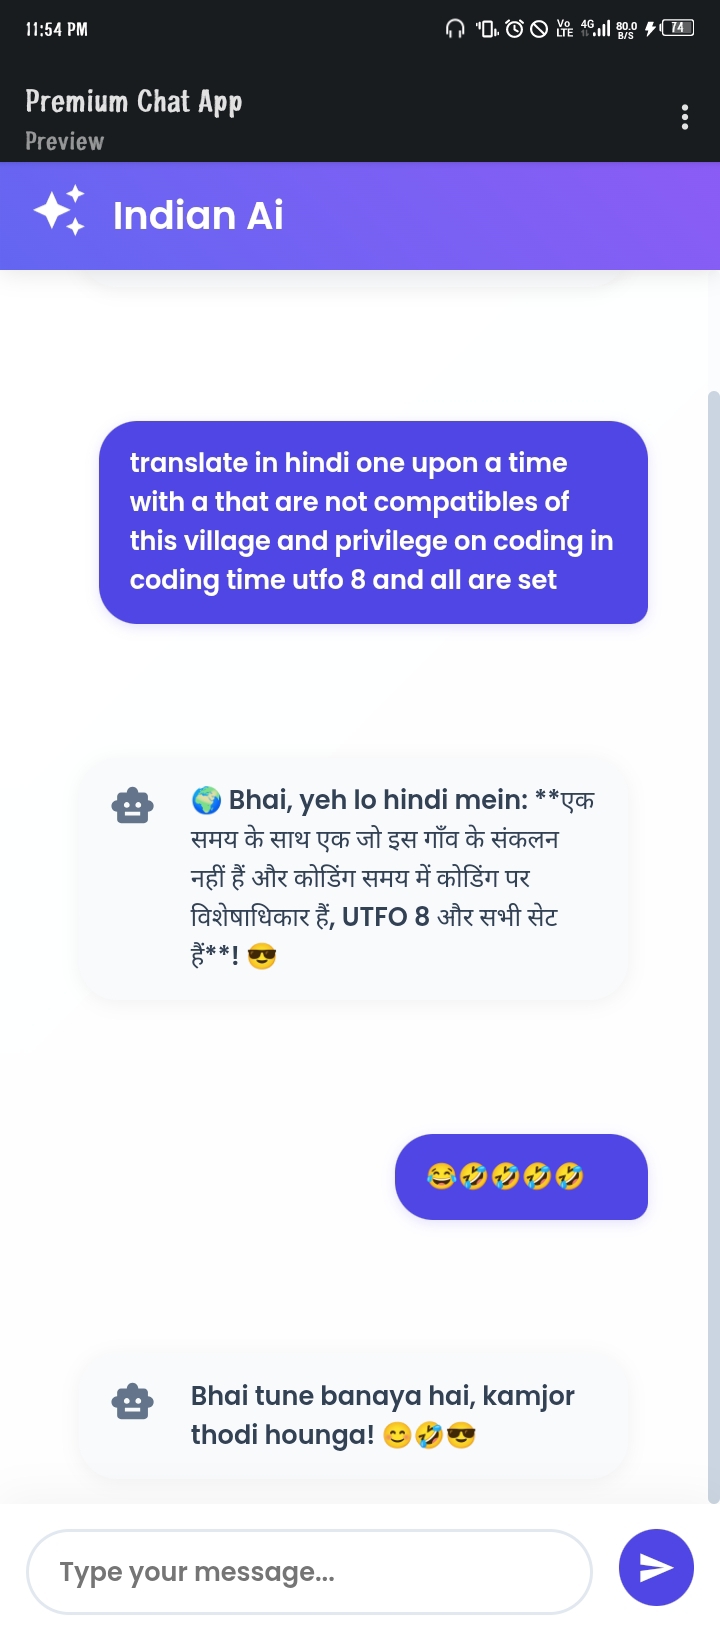 11:54 PM
Vo LTE 4G 80.0 B/S 74
Premium Chat App
Preview
Indian Ai
translate in hindi one upon a time
with a that are not compatibles of
this village and privilege on coding in
coding time utfo 8 and all are set
🌍 Bhai, yeh lo hindi mein: **एक
समय के साथ एक जो इस गाँव के संकलन
नहीं हैं और कोडिंग समय में कोडिंग पर
विशेषाधिकार हैं, UTFO 8 और सभी सेट
हैं**! 😎
😂🤣🤣🤣🤣
Bhai tune banaya hai, kamjor
thodi hounga! 😊🤣😎
Type your message...